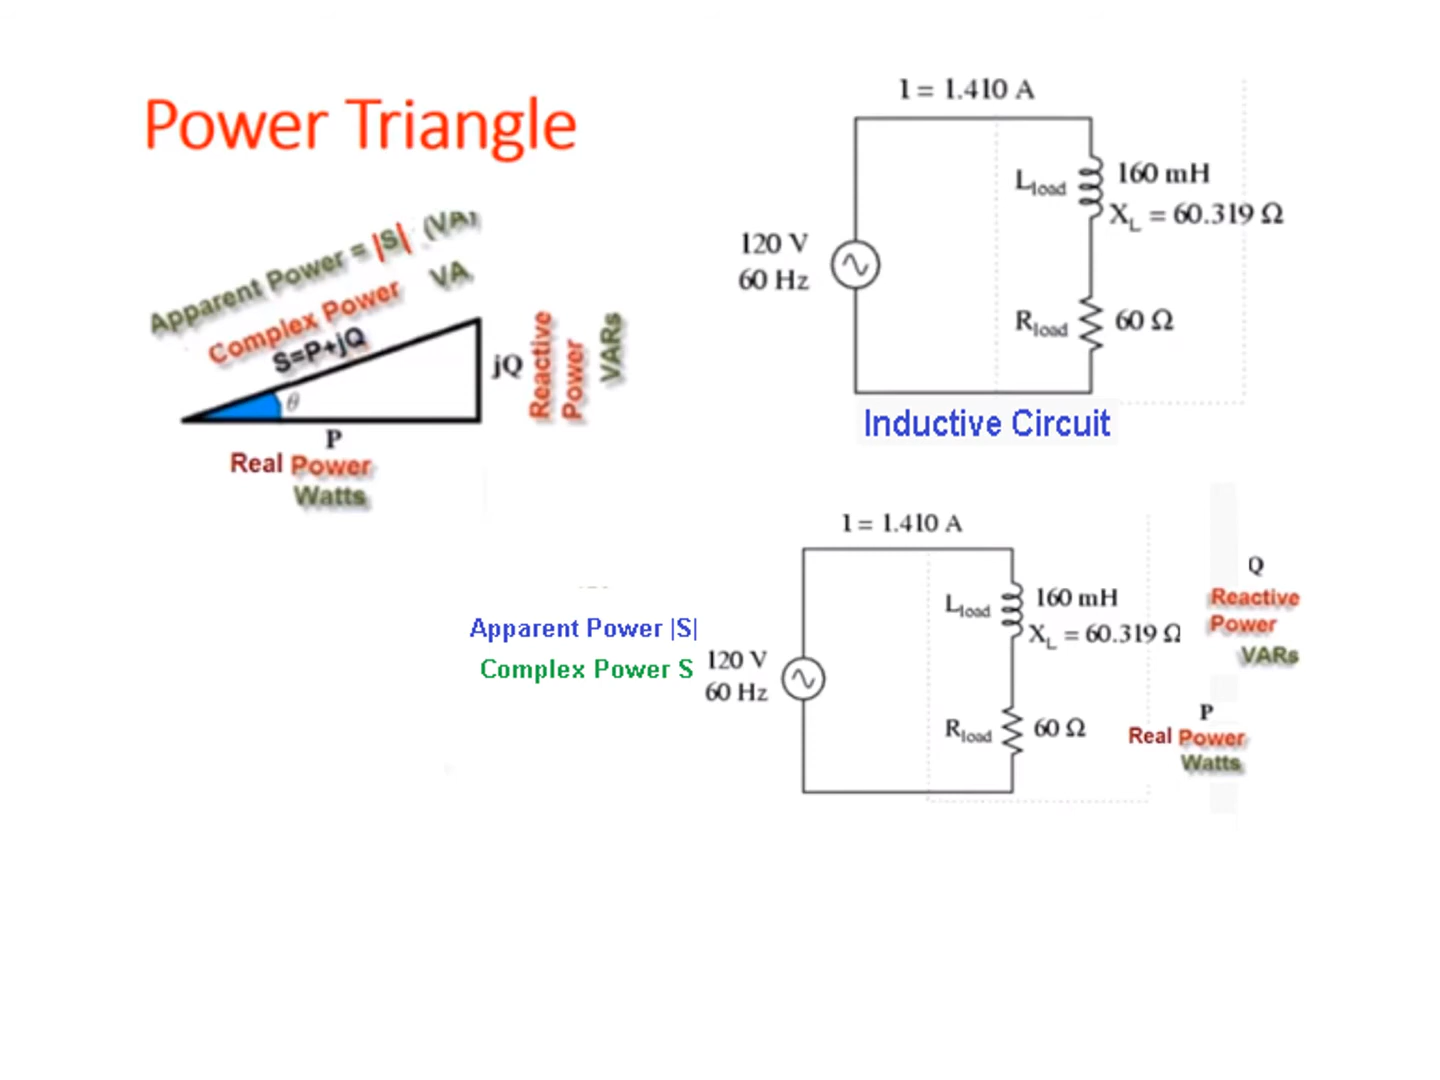 Power Triangle
Apparent Power = |S| (VA)
Complex Power VA
S=P+jQ
θ
jQ
Reactive
Power
VARs
P
Real Power
Watts
I = 1.410 A
Lload
160 mH
XL = 60.319 Ω
120 V
60 Hz
Rload
60 Ω
Inductive Circuit
I = 1.410 A
Lload
160 mH
XL = 60.319 Ω
Q
Reactive
Power
VARs
Apparent Power |S|
Complex Power S
120 V
60 Hz
Rload
60 Ω
P
Real Power
Watts